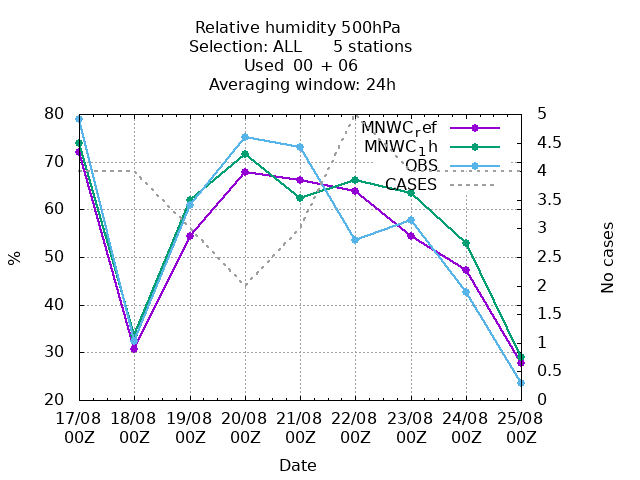 Relative humidity 500hPa
Selection: ALL 5 stations
Used 00 + 06
Averaging window: 24h
80 5
MNWC_ref
4.5
MNWC_1h
70 OBS 4
CASES
3.5
60
3
50 2.5
%
No cases
2
40
1.5
30 1
0.5
20 0
17/08 18/08 19/08 20/08 21/08 22/08 23/08 24/08 25/08
00Z 00Z 00Z 00Z 00Z 00Z 00Z 00Z 00Z
Date